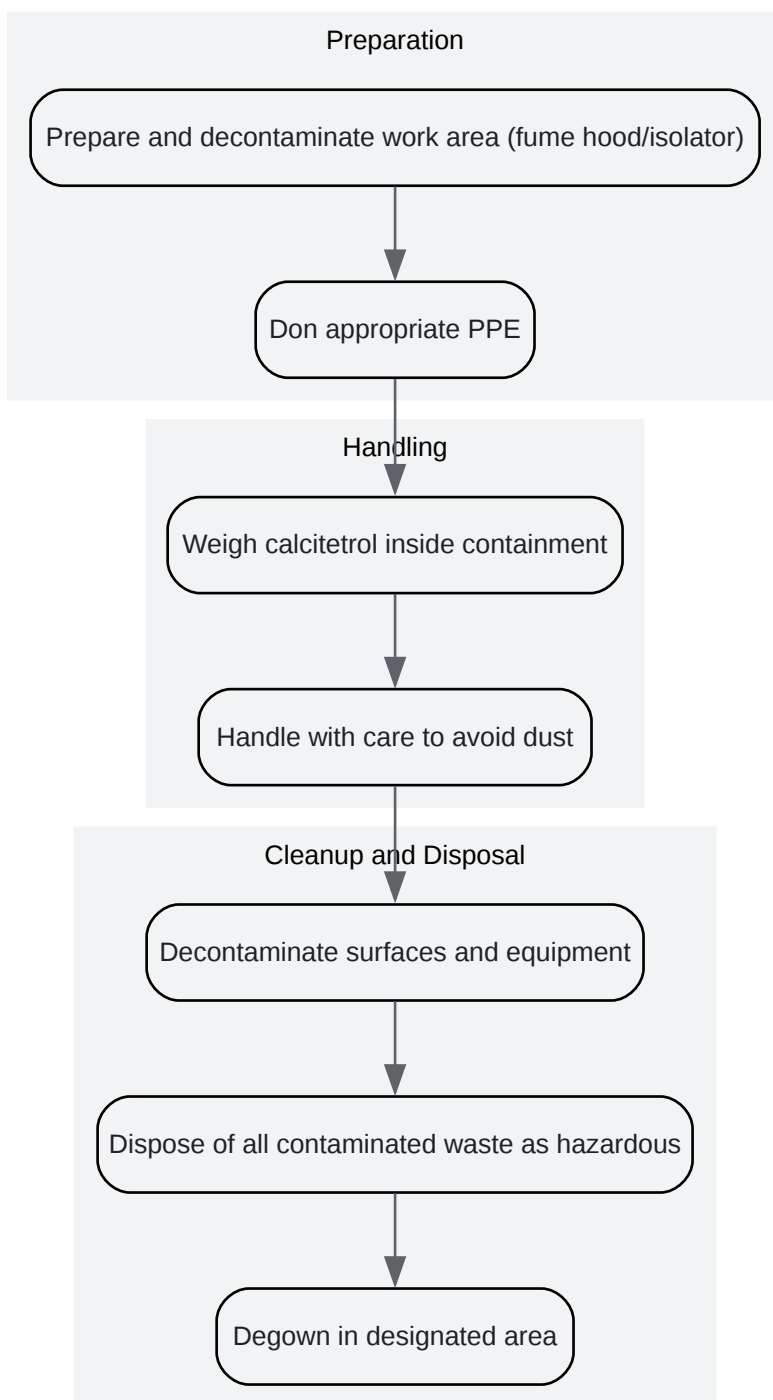 Preparation
Prepare and decontaminate work area (fume hood/isolator)
Don appropriate PPE
Handling
Weigh calcitetrol inside containment
Handle with care to avoid dust
Cleanup and Disposal
Decontaminate surfaces and equipment
Dispose of all contaminated waste as hazardous
Degown in designated area